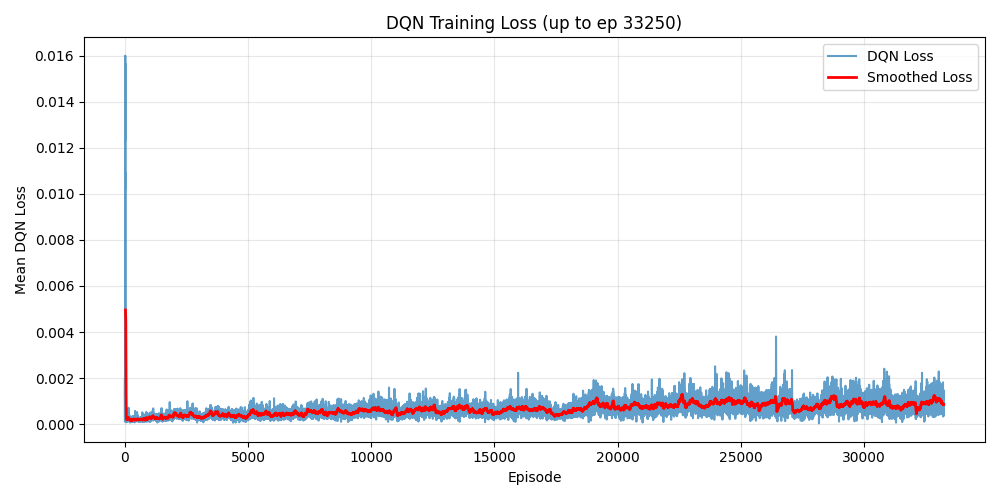 DQN Training Loss (up to ep 33250)
DQN Loss
Smoothed Loss
Mean DQN Loss
0.016
0.014
0.012
0.010
0.008
0.006
0.004
0.002
0.000
0 5000 10000 15000 20000 25000 30000
Episode